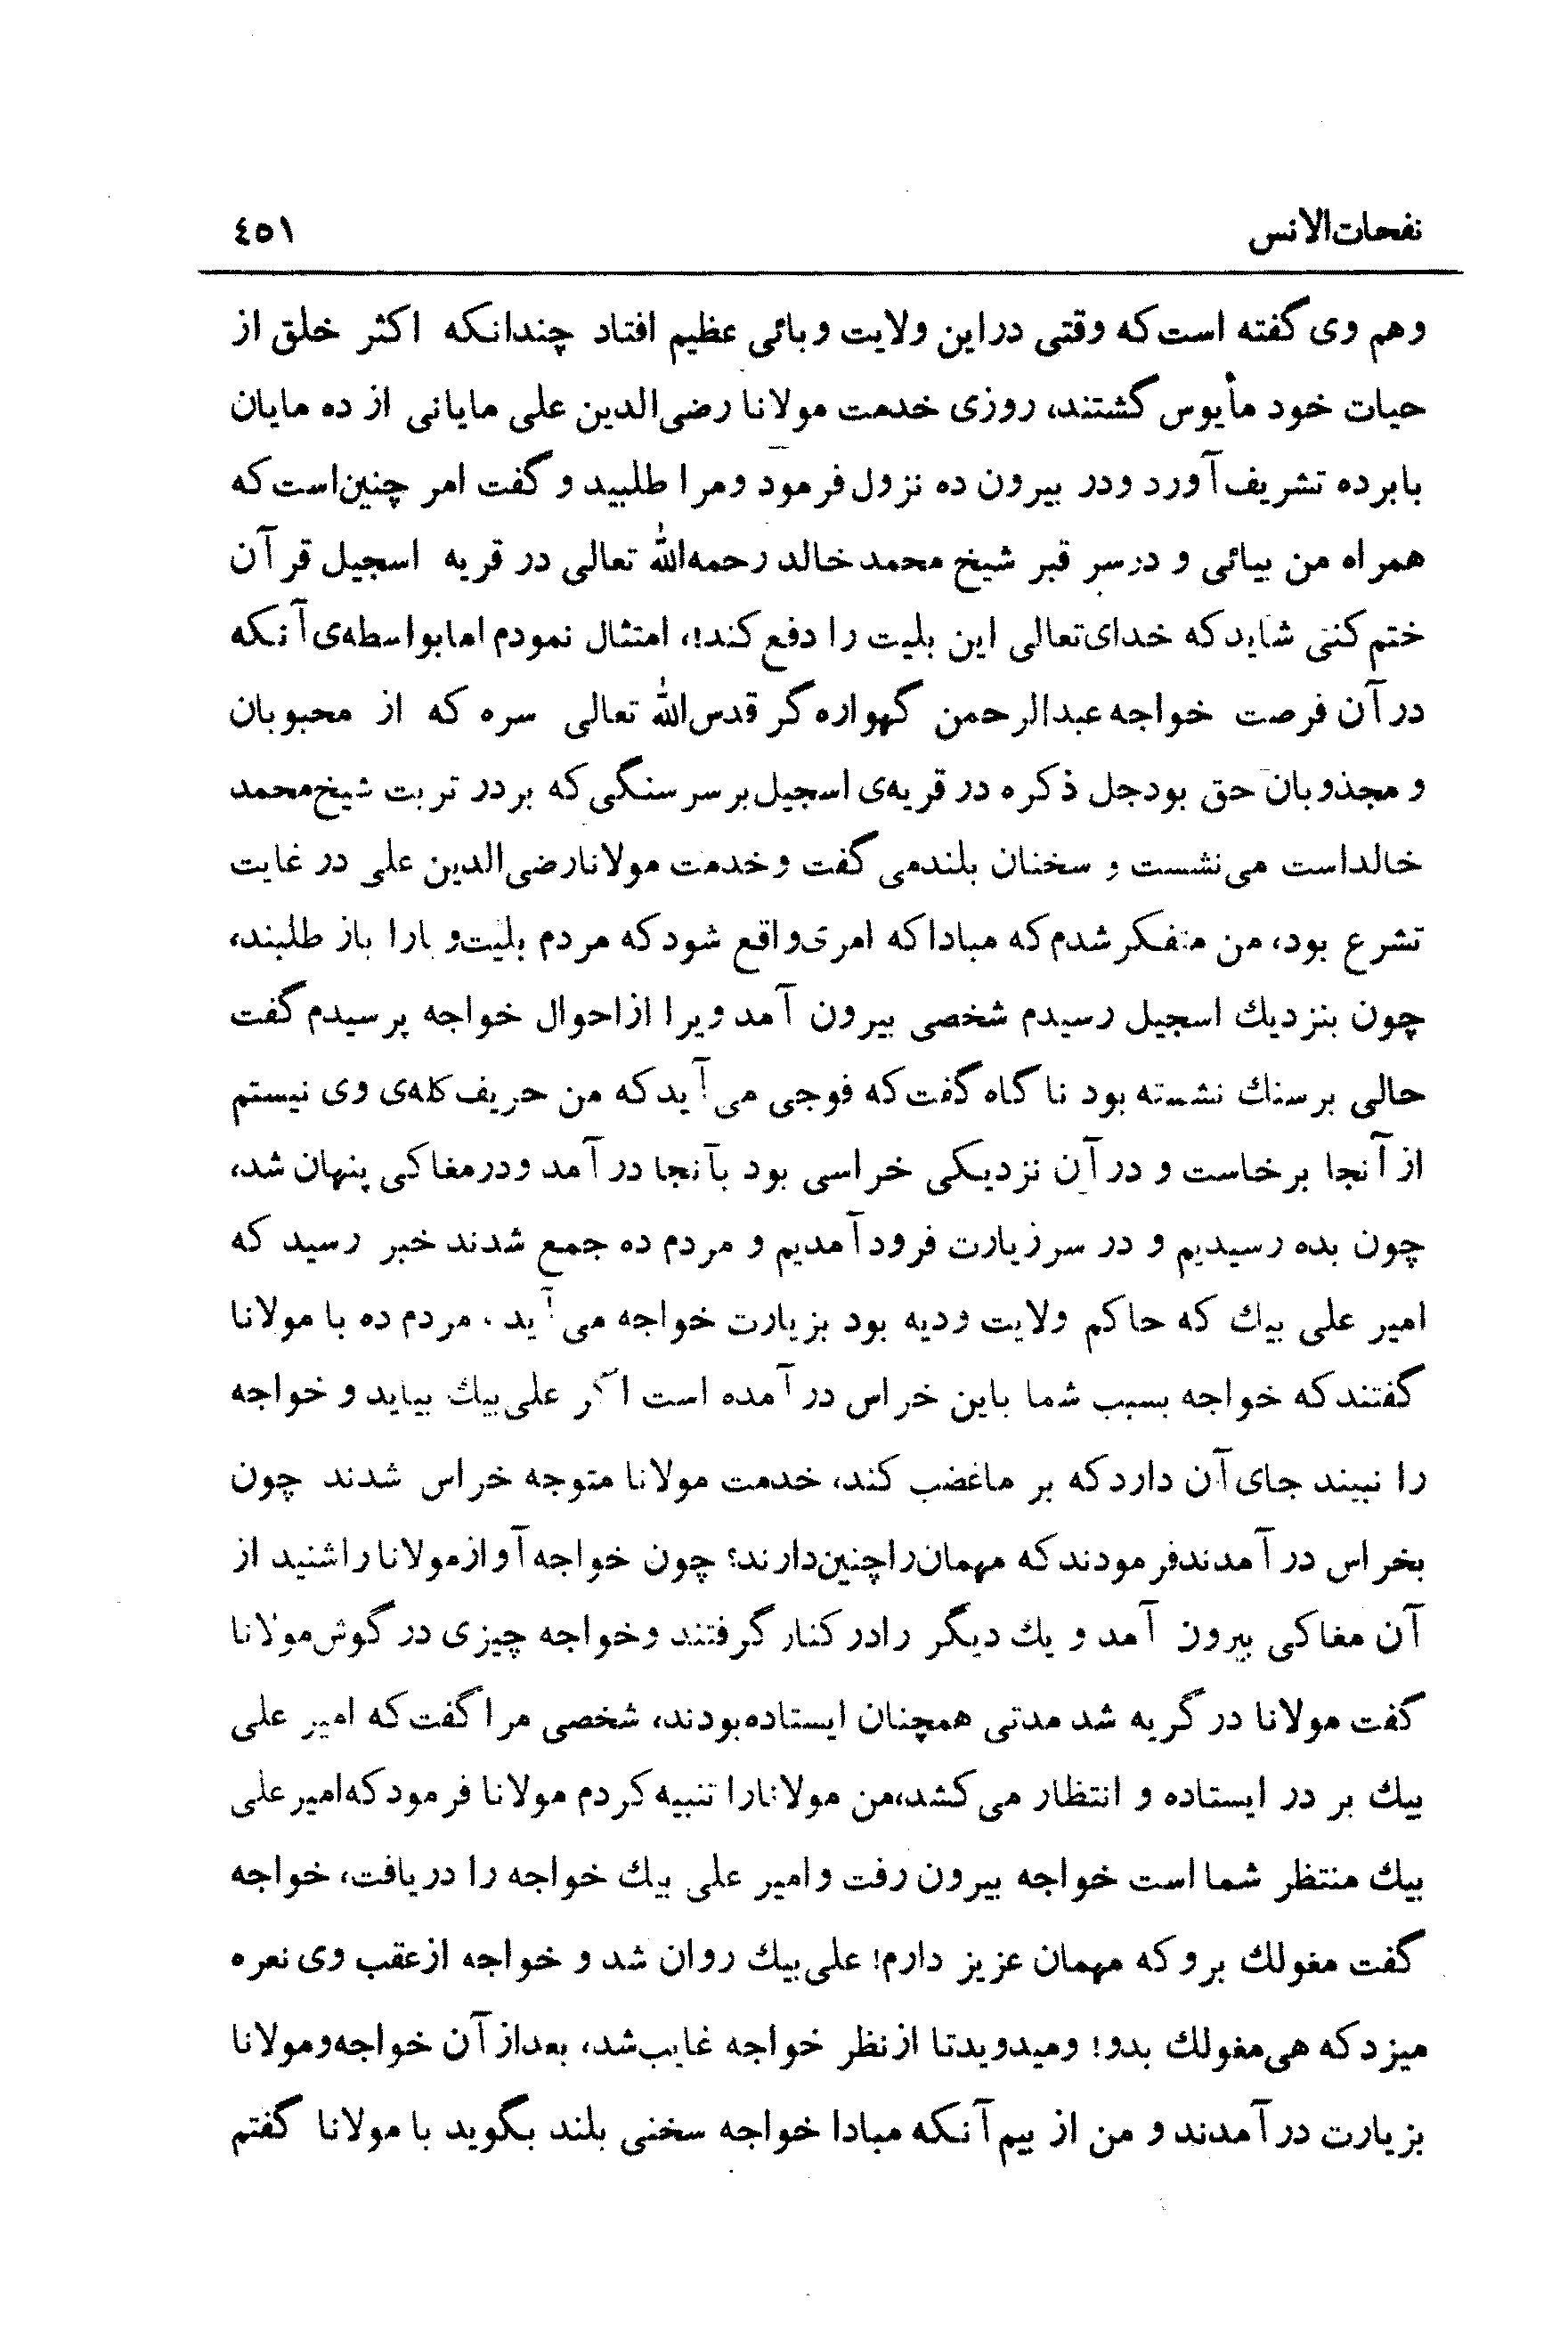 نفحات‌الانس ٤٥١
وهم وی گفته است که وقتی دراین ولایت وبائی عظیم افتاد چندانکه اکثر خلق از
حیات خود مأیوس گشتند، روزی خدمت مولانا رضی‌الدین علی مایانی از ده مایان
بابرده تشریف آورد ودر بیرون ده نزول فرمود ومرا طلبید و گفت امر چنین‌است که
همراه من بیائی و درسر قبر شیخ محمد خالد رحمه‌الله تعالی در قریه اسجیل قرآن
ختم کنی شاید که خدای‌تعالی این بلیت را دفع کند!، امتثال نمودم امابواسطه‌ی آنکه
درآن فرصت خواجه عبدالرحمن گهواره‌گر قدس‌الله تعالی سره که از محبوبان
و مجذوبان حق بودجل ذکره در قریه‌ی اسجیل برسرسنگی که بردر تربت شیخ‌محمد
خالداست می‌نشست و سخنان بلندمی گفت وخدمت مولانارضی‌الدین علی در غایت
تشرع بود، من متفکر شدم که مبادا که امری‌واقع شود که مردم بلیت‌وبارا باز طلبند،
چون بنزدیك اسجیل رسیدم شخصی بیرون آمد ویرا ازاحوال خواجه پرسیدم گفت
حالی برسنك نشسته بود ناگاه گفت که فوجی می‌آید که من حریف کله‌ی وی نیستم
از آنجا برخاست و درآن نزدیکی خراسی بود بآنجا درآمد ودرمغاکی پنهان شد،
چون بده رسیدیم و در سرزیارت فرودآمدیم و مردم ده جمع شدند خبر رسید که
امیر علی بیك که حاکم ولایت ودیه بود بزیارت خواجه می‌آید . مردم ده با مولانا
گفتند که خواجه بسبب شما باین خراس درآمده است اگر علی‌بیك بیاید و خواجه
را نبیند جای آن دارد که بر ماغضب کند، خدمت مولانا متوجه خراس شدند چون
بخراس درآمدندفرمودند که مهمان‌راچنین‌دارند؟ چون خواجه آوازمولانا راشنید از
آن مغاکی بیرون آمد و یك دیگر رادر کنار گرفتند وخواجه چیزی در گوش‌مولانا
گفت مولانا در گریه شد مدتی همچنان ایستاده‌بودند، شخصی مرا گفت که امیر علی
بیك بر در ایستاده و انتظار می کشد،من مولانارا تنبیه کردم مولانا فرمود که‌امیرعلی
بیك منتظر شما است خواجه بیرون رفت وامیر علی بیك خواجه را دریافت، خواجه
گفت مغولك برو که مهمان عزیز دارم! علی‌بیك روان شد و خواجه ازعقب وی نعره
میزد که هی‌مغولك بدو! ومیدویدتا ازنظر خواجه غایب‌شد، بعداز آن خواجه‌ومولانا
بزیارت درآمدند و من از بیم آنکه مبادا خواجه سخنی بلند بگوید با مولانا گفتم